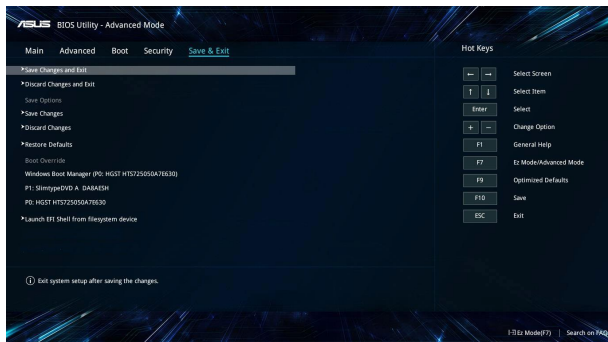 ASUS BIOS Utility - Advanced Mode
Main Advanced Boot Security Save & Exit
Save Changes and Exit
Discard Changes and Exit
Save Options
Save Changes
Discard Changes
Restore Defaults
Boot Override
Windows Boot Manager (P0: HGST HTS725050A7E630)
P1: SlimtypeDVD A DA8AESH
P0: HGST HTS725050A7E630
Launch EFI Shell from filesystem device
Exit system setup after saving the changes.
Hot Keys
← → Select Screen
↑ ↓ Select Item
Enter Select
+ − Change Option
F1 General Help
F7 Ez Mode/Advanced Mode
F9 Optimized Defaults
F10 Save
ESC Exit
Ez Mode(F7) | Search on FAQ